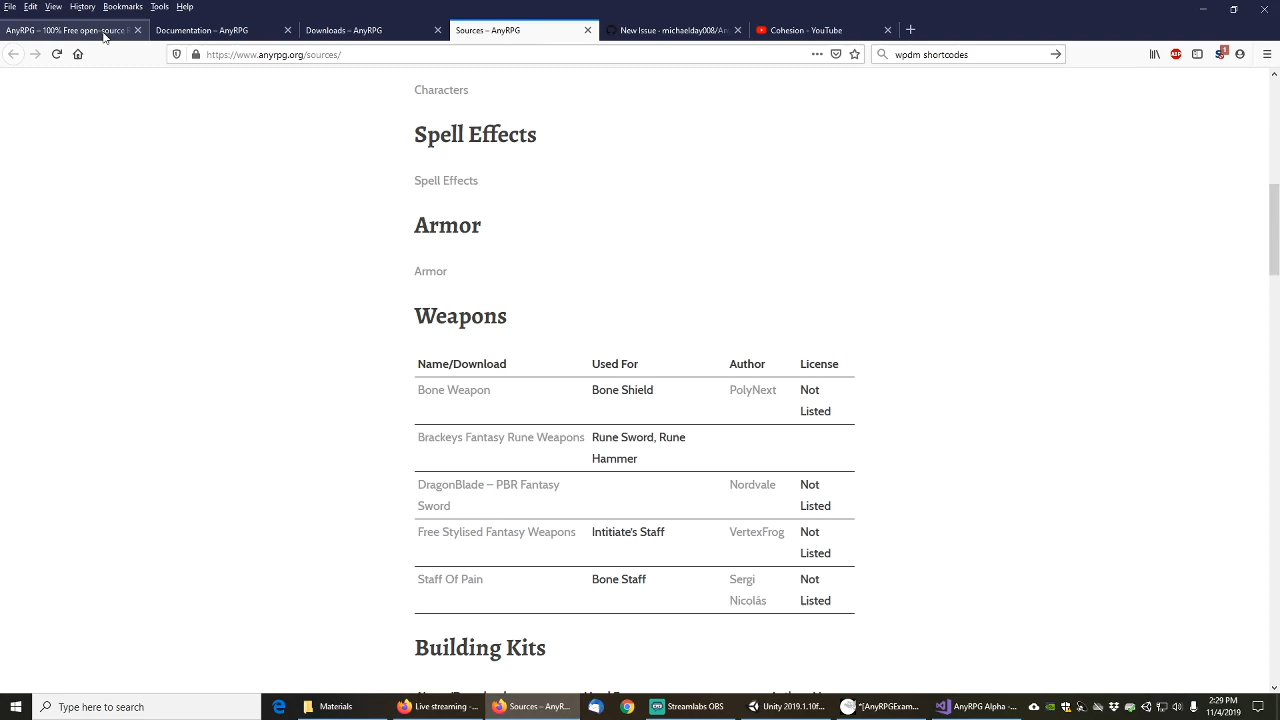 File Edit View History Bookmarks Tools Help
AnyRPG – 100% Free open-source
Documentation – AnyRPG
Downloads – AnyRPG
Sources – AnyRPG
New Issue · michaelday008/An
Cohesion - YouTube
https://www.anyrpg.org/sources/
wpdm shortcodes
ABP
1
Characters
Spell Effects
Spell Effects
Armor
Armor
Weapons
Name/Download Used For Author License
Bone Weapon Bone Shield PolyNext Not
Listed
Brackeys Fantasy Rune Weapons Rune Sword, Rune
Hammer
DragonBlade – PBR Fantasy Nordvale Not
Sword Listed
Free Stylised Fantasy Weapons Intitiate's Staff VertexFrog Not
Listed
Staff Of Pain Bone Staff Sergi Not
Nicolás Listed
Building Kits
Type here to search
Materials
Live streaming -...
Sources – AnyRP...
Streamlabs OBS
Unity 2019.1.10f...
*[AnyRPGExam...
AnyRPG Alpha -...
2:29 PM
11/4/2019